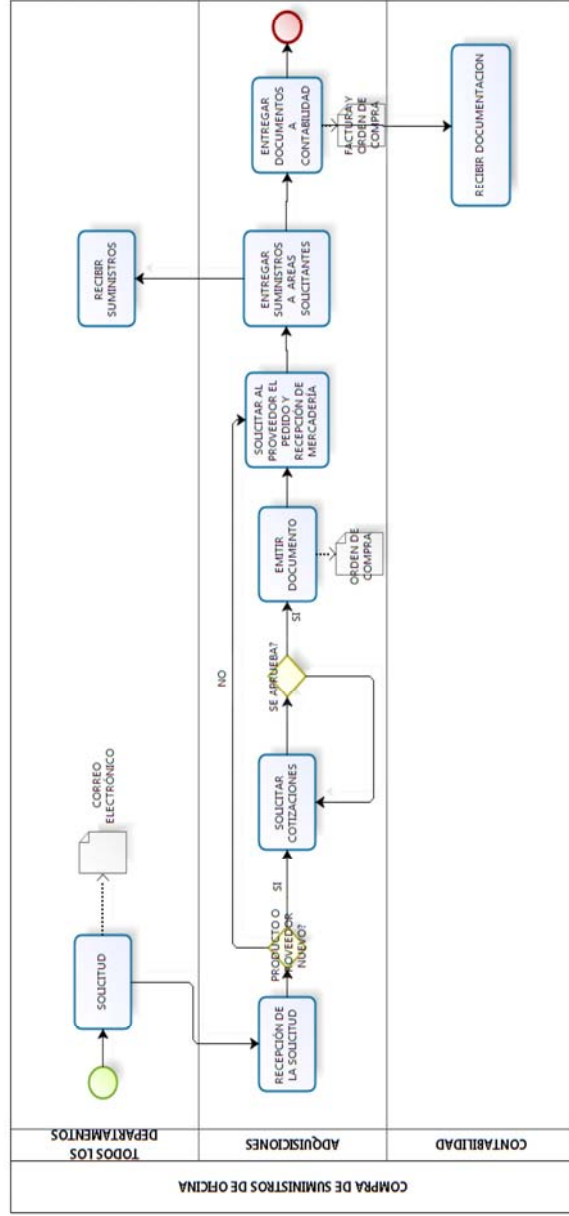 COMPRA DE SUMINISTROS DE OFICINA
TODOS LOS
DEPARTAMENTOS
SOLICITUD
CORREO
ELECTRÓNICO
RECIBIR
SUMINISTROS
ADQUISICIONES
RECEPCIÓN DE
LA SOLICITUD
PRODUCTO O
PROVEEDOR
NUEVO?
NO
SI
SOLICITAR
COTIZACIONES
SE APRUEBA?
SI
EMITIR
DOCUMENTO
ORDEN DE
COMPRA
SOLICITAR AL
PROVEEDOR EL
PEDIDO Y
RECEPCIÓN DE
MERCADERÍA
ENTREGAR
SUMINISTROS
A AREAS
SOLICITANTES
ENTREGAR
DOCUMENTOS
A
CONTABILIDAD
FACTURA Y
ORDEN DE
COMPRA
CONTABILIDAD
RECIBIR DOCUMENTACION